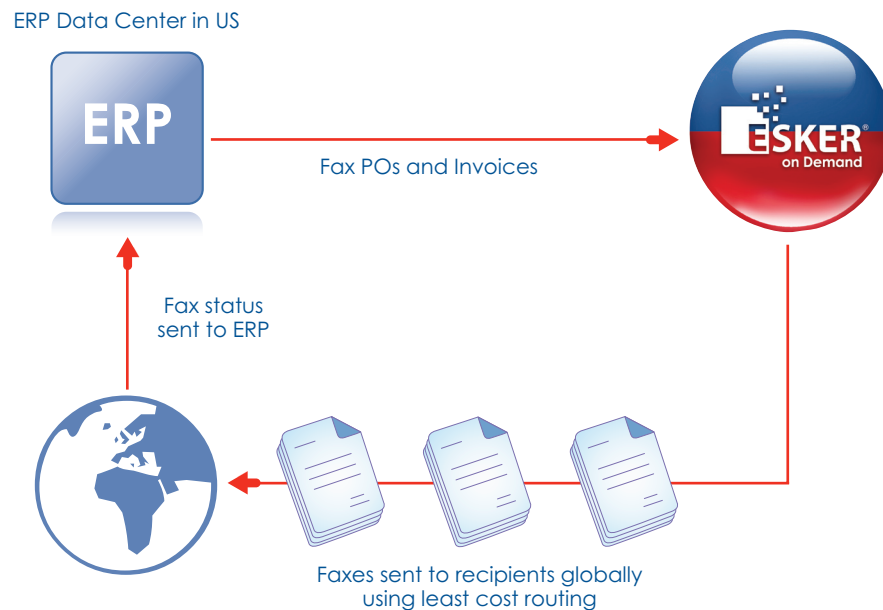 ERP Data Center in US
ERP
ESKER®
on Demand
Fax POs and Invoices
Fax status
sent to ERP
Faxes sent to recipients globally
using least cost routing